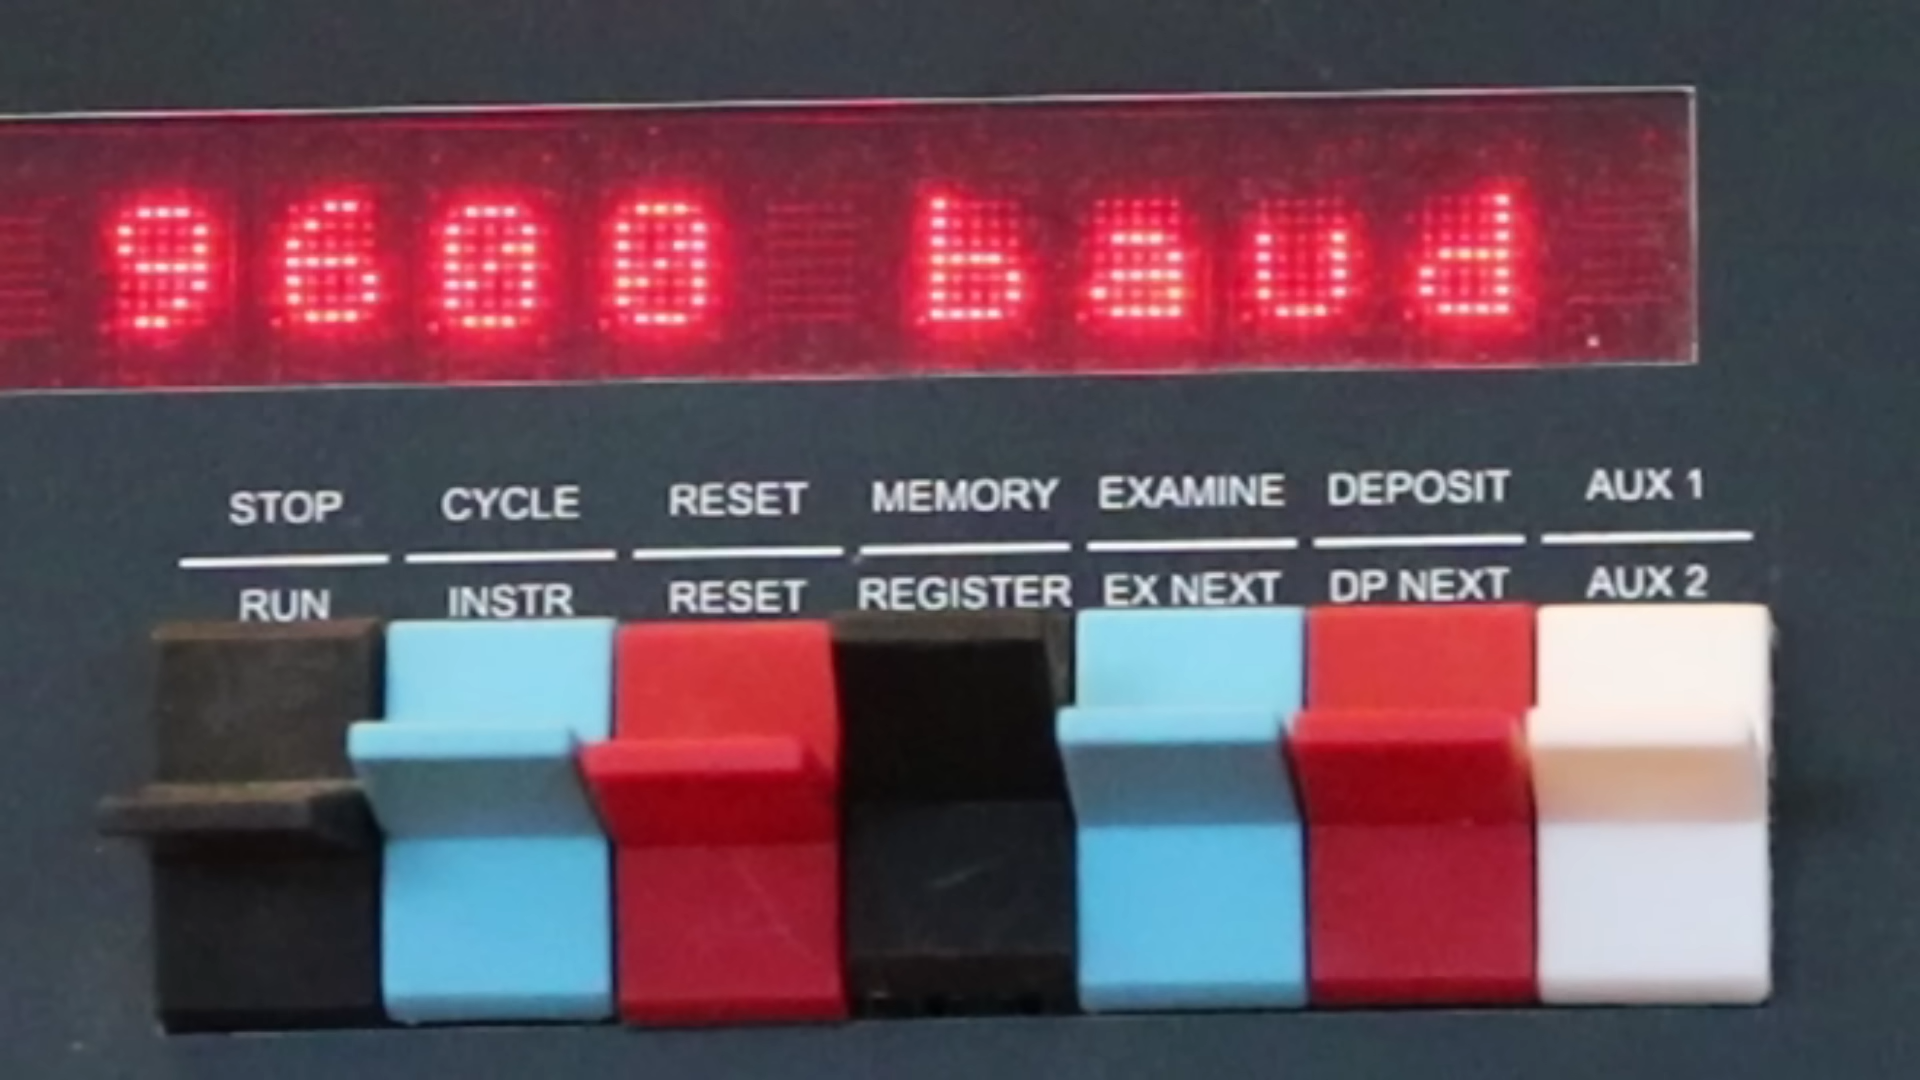 9600 baud
STOP CYCLE RESET MEMORY EXAMINE DEPOSIT AUX 1
RUN INSTR RESET REGISTER EX NEXT DP NEXT AUX 2